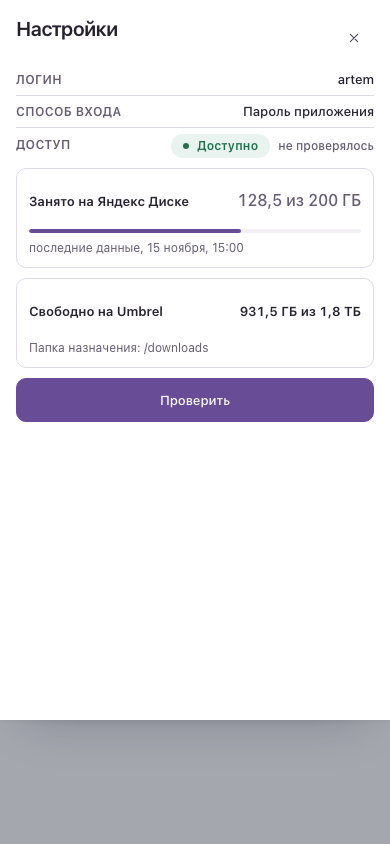 Настройки
ЛОГИН artem
СПОСОБ ВХОДА Пароль приложения
ДОСТУП Доступно не проверялось
Занято на Яндекс Диске 128,5 из 200 ГБ
последние данные, 15 ноября, 15:00
Свободно на Umbrel 931,5 ГБ из 1,8 ТБ
Папка назначения: /downloads
Проверить